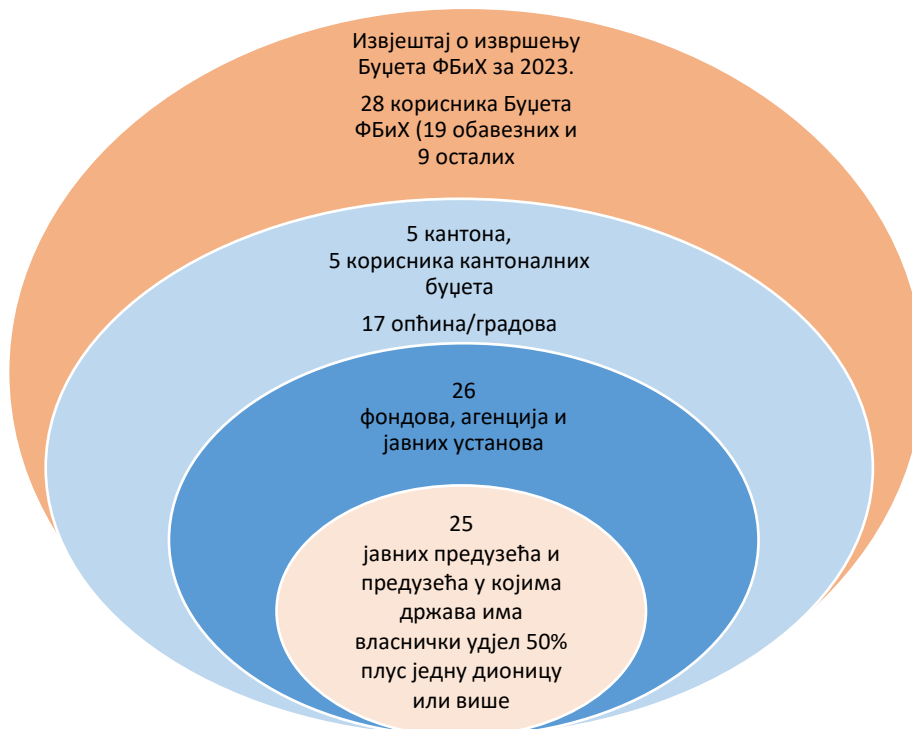 Извјештај о извршењу
Буџета ФБиХ за 2023.
28 корисника Буџета
ФБиХ (19 обавезних и
9 осталих
5 кантона,
5 корисника кантоналних
буџета
17 опћина/градова
26
фондова, агенција и
јавних установа
25
јавних предузећа и
предузећа у којима
држава има
власнички удјел 50%
плус једну дионицу
или више